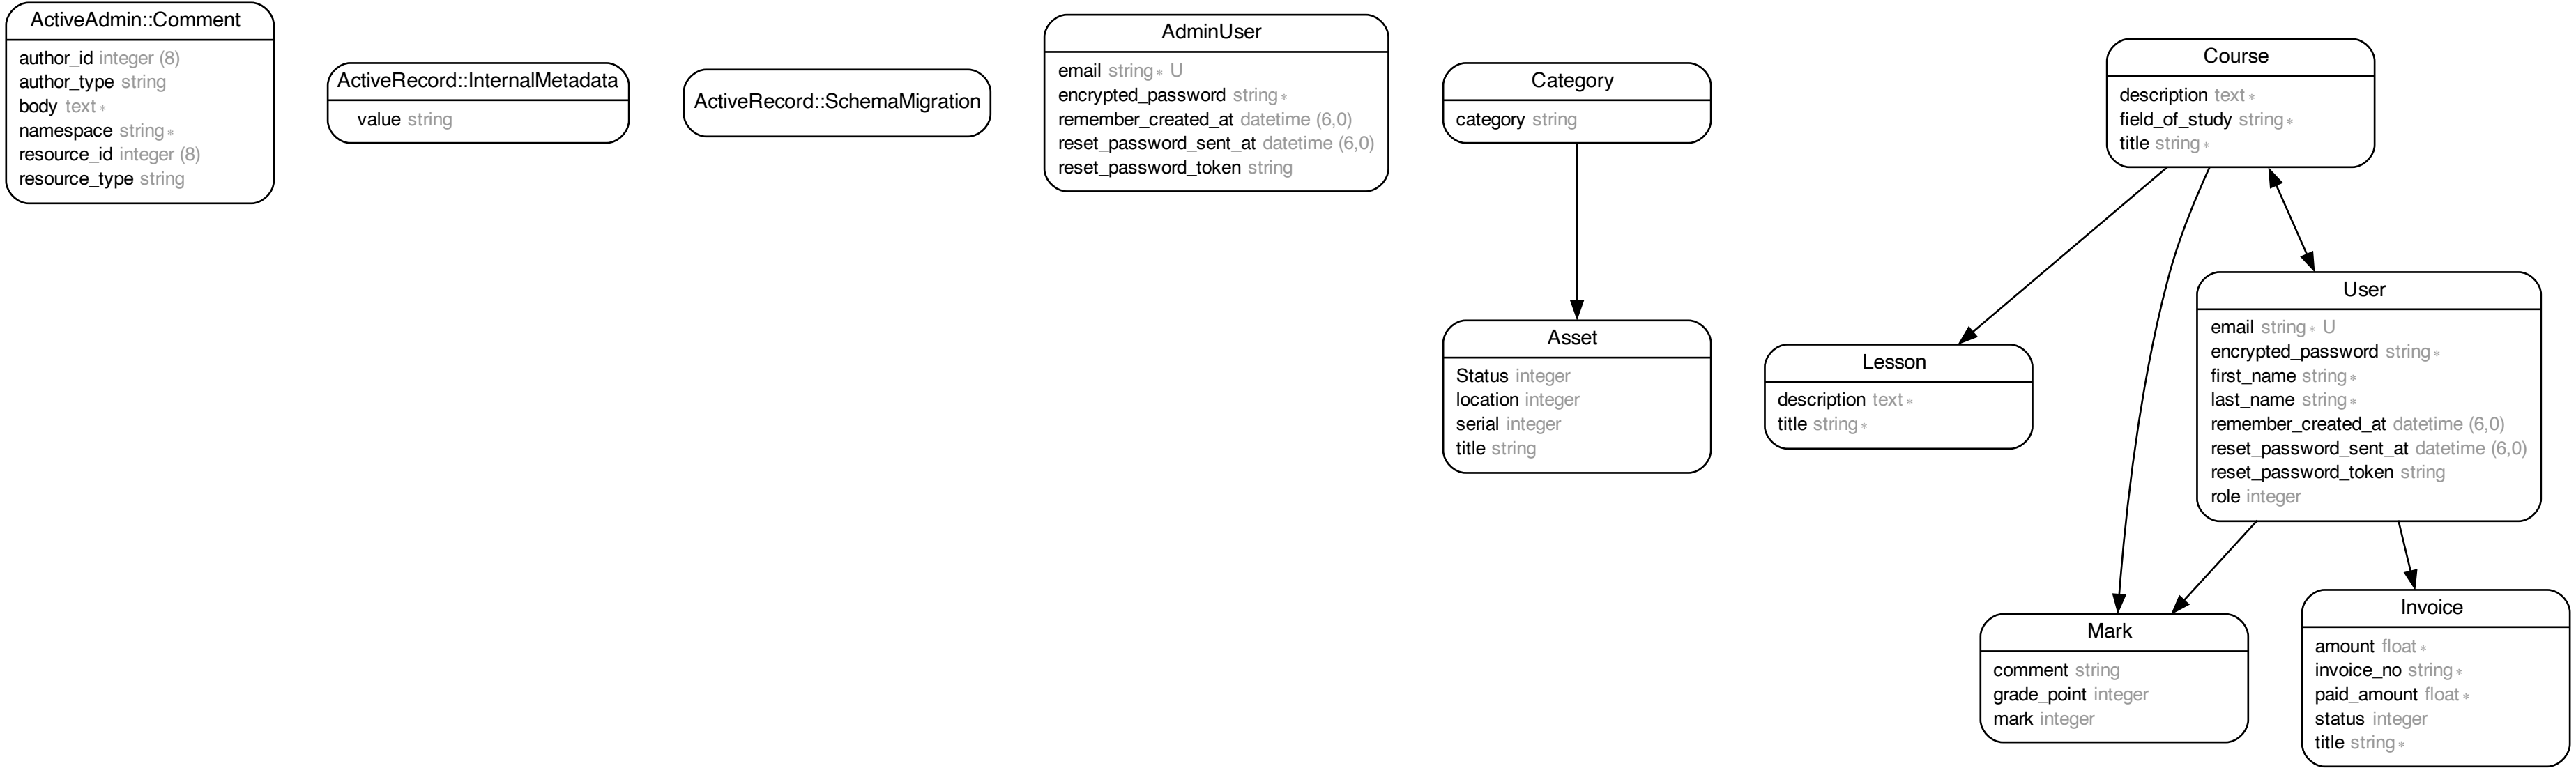 ActiveAdmin::Comment
author_id integer (8)
author_type string
body text *
namespace string *
resource_id integer (8)
resource_type string
ActiveRecord::InternalMetadata
value string
ActiveRecord::SchemaMigration
AdminUser
email string * U
encrypted_password string *
remember_created_at datetime (6,0)
reset_password_sent_at datetime (6,0)
reset_password_token string
Category
category string
Asset
Status integer
location integer
serial integer
title string
Course
description text *
field_of_study string *
title string *
Lesson
description text *
title string *
User
email string * U
encrypted_password string *
first_name string *
last_name string *
remember_created_at datetime (6,0)
reset_password_sent_at datetime (6,0)
reset_password_token string
role integer
Mark
comment string
grade_point integer
mark integer
Invoice
amount float *
invoice_no string *
paid_amount float *
status integer
title string *